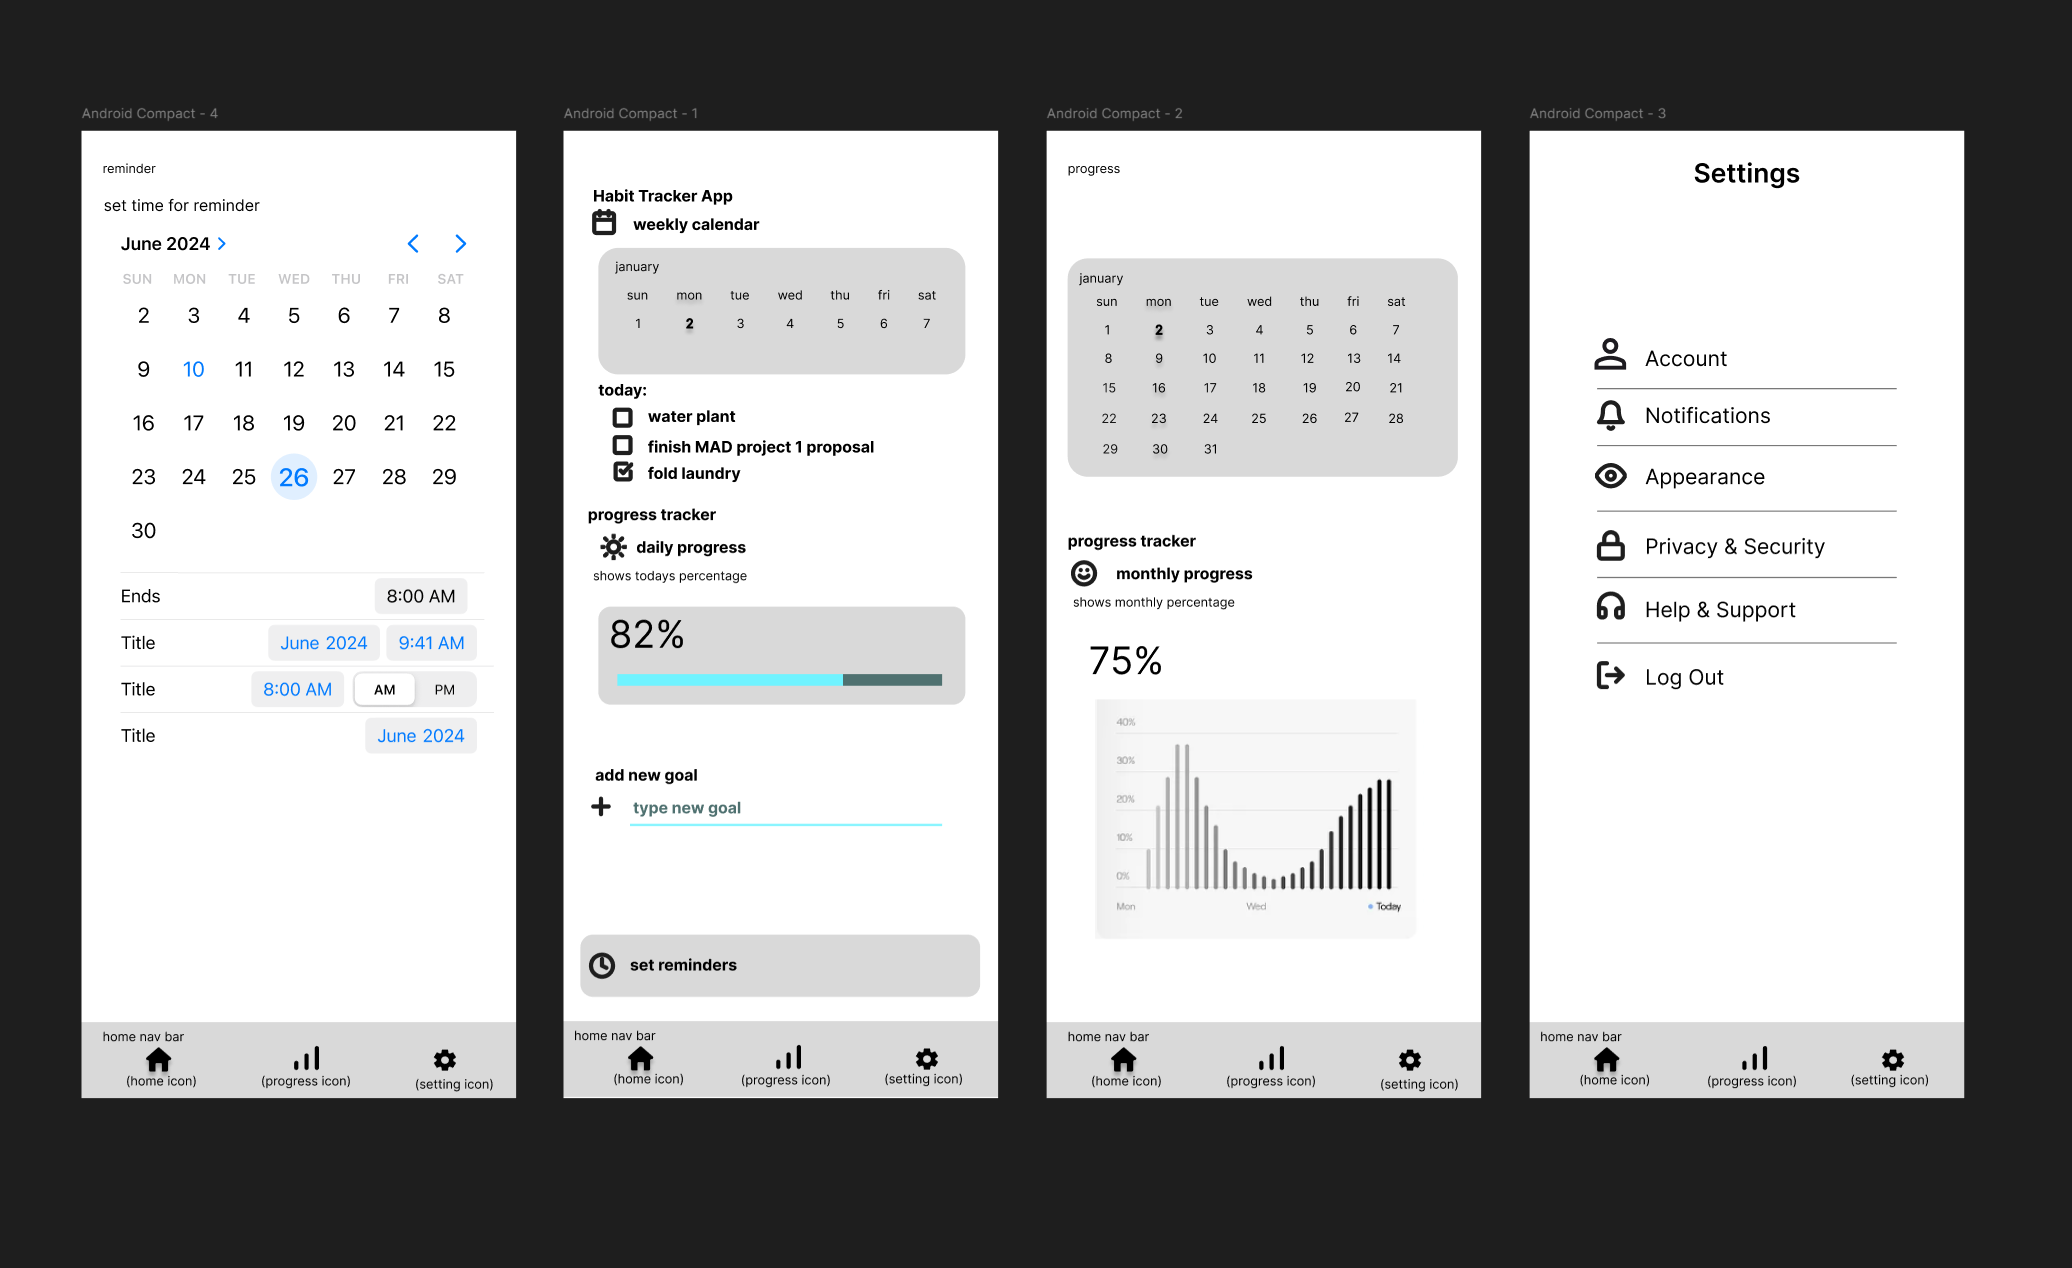 Android Compact - 4
reminder
set time for reminder
June 2024
SUN MON TUE WED THU FRI SAT
2 3 4 5 6 7 8
9 10 11 12 13 14 15
16 17 18 19 20 21 22
23 24 25 26 27 28 29
30
Ends 8:00 AM
Title June 2024 9:41 AM
Title 8:00 AM AM PM
Title June 2024
home nav bar
(home icon) (progress icon) (setting icon)
Android Compact - 1
Habit Tracker App
weekly calendar
january
sun mon tue wed thu fri sat
1 2 3 4 5 6 7
today:
water plant
finish MAD project 1 proposal
fold laundry
progress tracker
daily progress
shows todays percentage
82%
add new goal
type new goal
set reminders
home nav bar
(home icon) (progress icon) (setting icon)
Android Compact - 2
progress
january
sun mon tue wed thu fri sat
1 2 3 4 5 6 7
8 9 10 11 12 13 14
15 16 17 18 19 20 21
22 23 24 25 26 27 28
29 30 31
progress tracker
monthly progress
shows monthly percentage
75%
40%
30%
20%
10%
0%
Mon Wed Today
home nav bar
(home icon) (progress icon) (setting icon)
Android Compact - 3
Settings
Account
Notifications
Appearance
Privacy & Security
Help & Support
Log Out
home nav bar
(home icon) (progress icon) (setting icon)